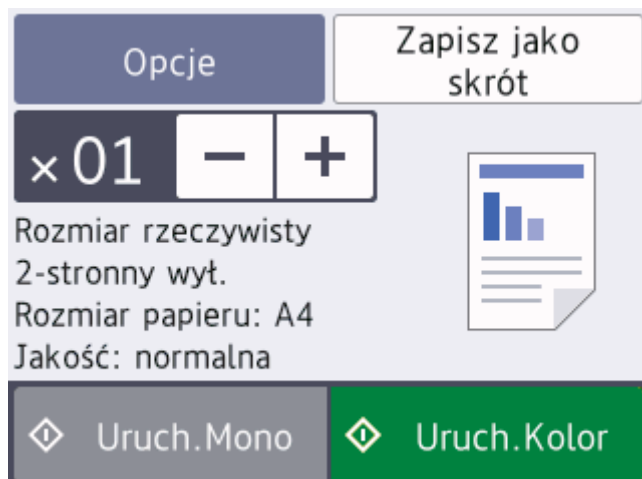 Opcje
Zapisz jako
skrót
×01 − +
Rozmiar rzeczywisty
2-stronny wył.
Rozmiar papieru: A4
Jakość: normalna
Uruch.Mono
Uruch.Kolor